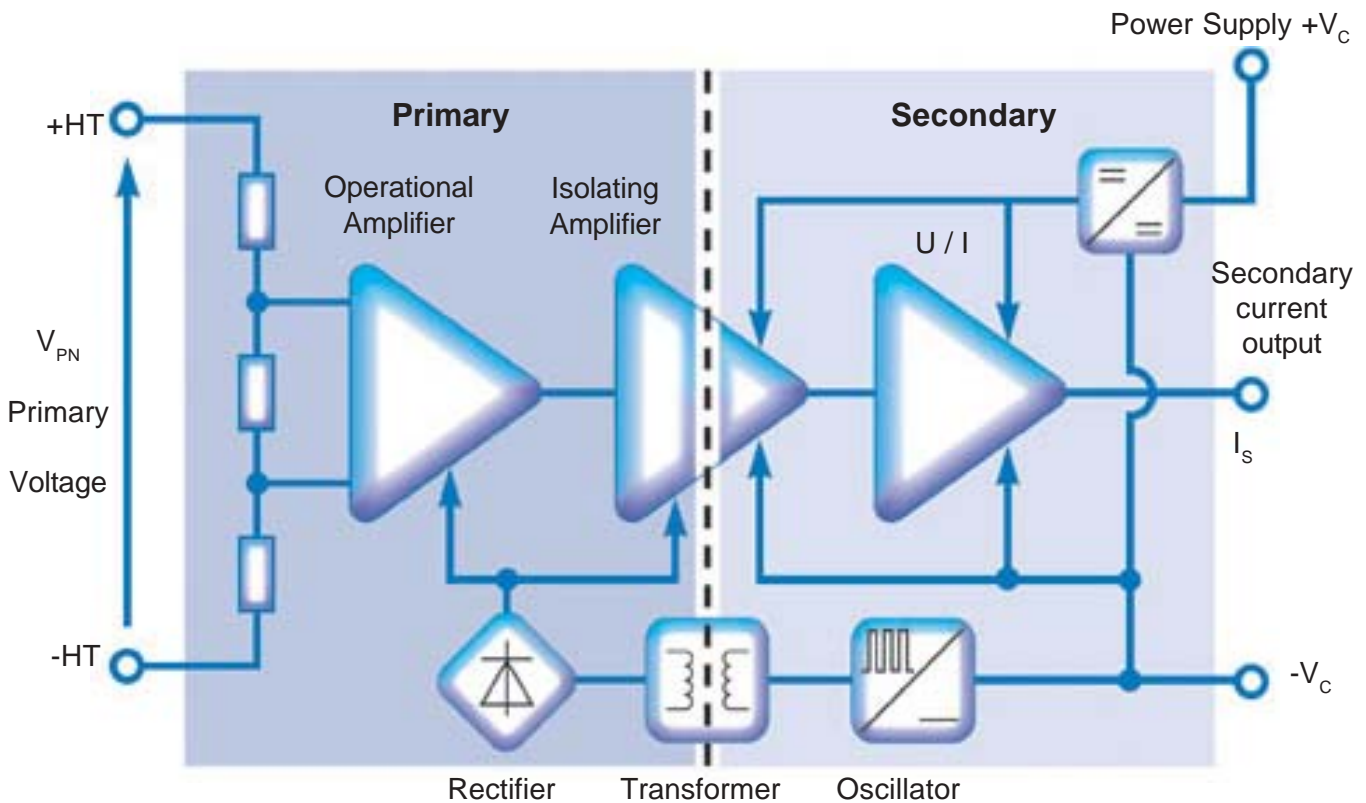 Power Supply +VC
+HT
Primary
Secondary
Operational
Amplifier
Isolating
Amplifier
U / I
Secondary
current
output
VPN
Primary
Voltage
IS
-HT
-VC
Rectifier
Transformer
Oscillator